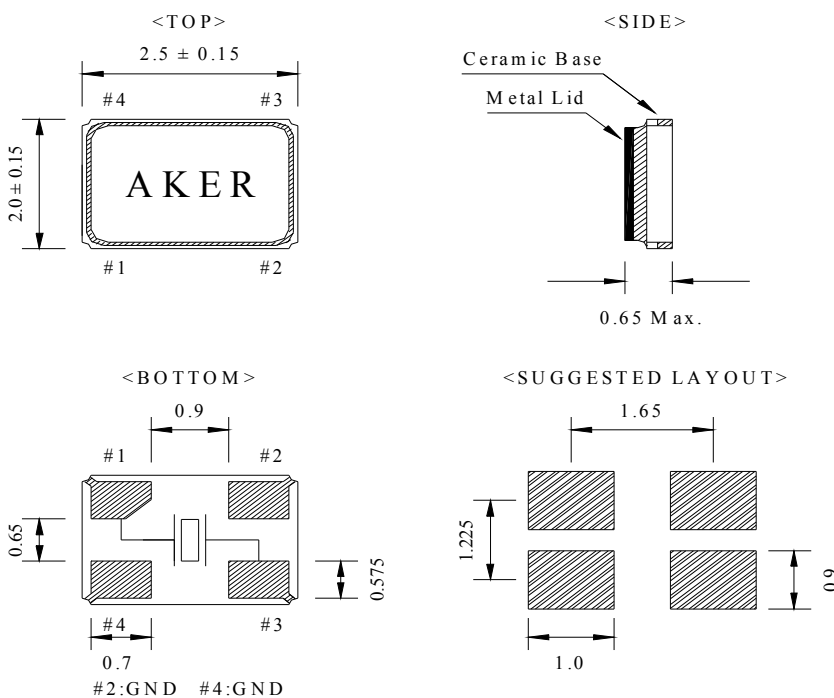 <TOP>
2.5 ± 0.15
#4 #3
2.0 ± 0.15
AKER
#1 #2
<SIDE>
Ceramic Base
Metal Lid
0.65 Max.
<BOTTOM>
0.9
#1 #2
0.65
0.575
#4 #3
0.7
#2:GND #4:GND
<SUGGESTED LAYOUT>
1.65
1.225
0.9
1.0